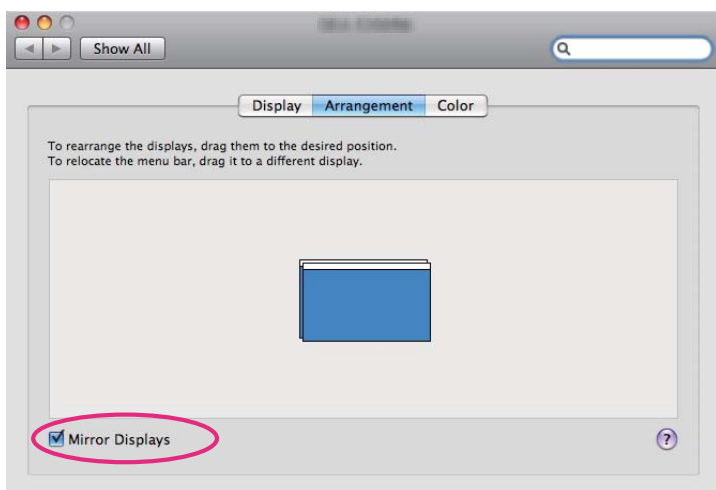 Show All
Display Arrangement Color
To rearrange the displays, drag them to the desired position.
To relocate the menu bar, drag it to a different display.
Mirror Displays
?